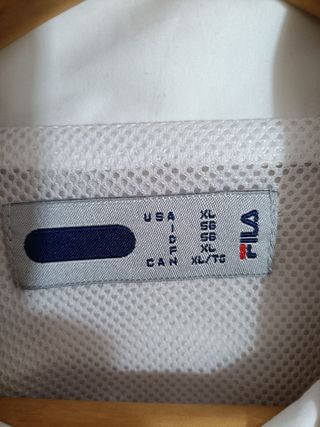 USA XL
I 56
D 56
F XL
CAN XL/TG
FILA